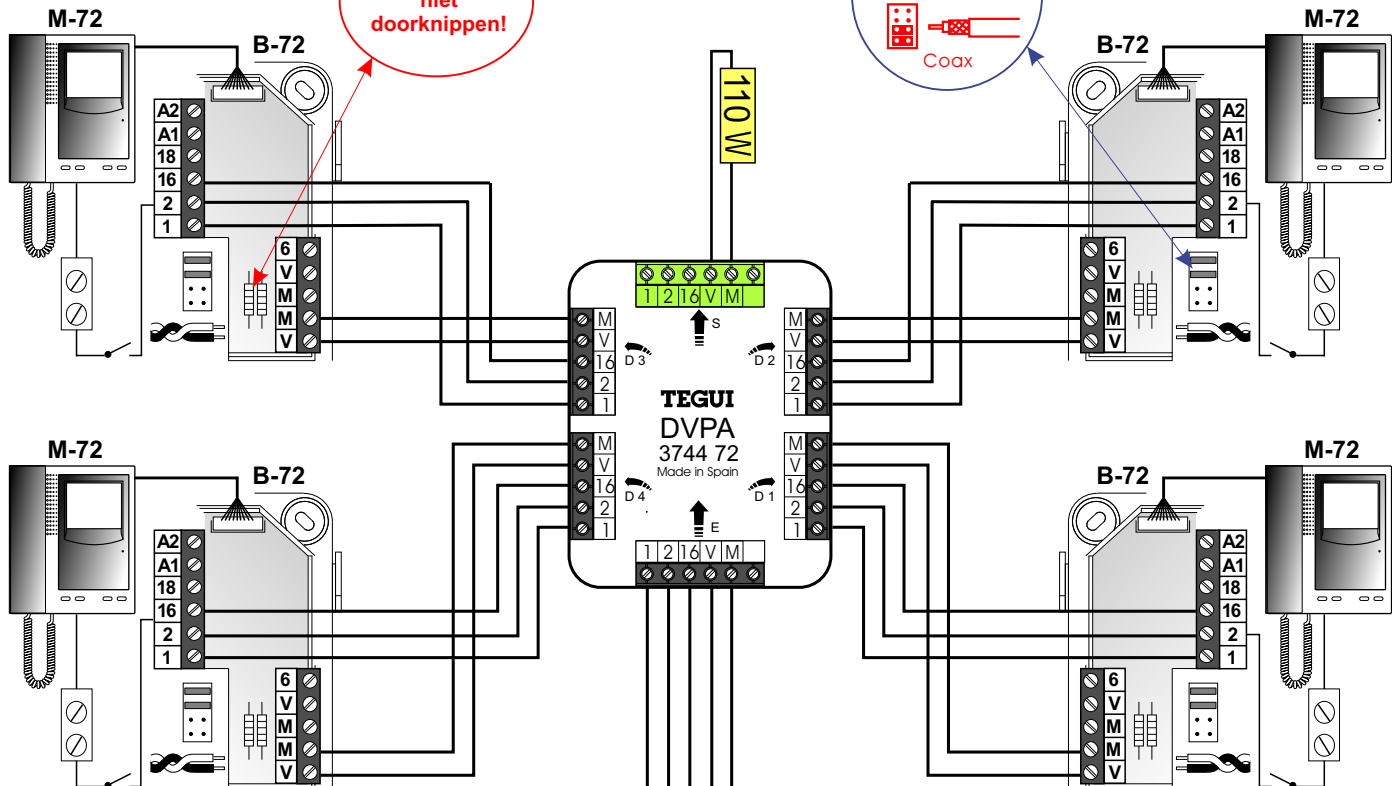 M-72
B-72
niet
doorknippen!
Coax
B-72
M-72
A2
A1
18
16
2
1
6
V
M
M
V
110 W
A2
A1
18
16
2
1
6
V
M
M
V
1 2 16 V M
S
M
V
16
2
1
D 3
M
V
16
2
1
D 2
TEGUI
DVPA
3744 72
Made in Spain
M
V
16
2
1
D 4
M
V
16
2
1
D 1
E
1 2 16 V M
M-72
B-72
A2
A1
18
16
2
1
6
V
M
M
V
B-72
M-72
A2
A1
18
16
2
1
6
V
M
M
V